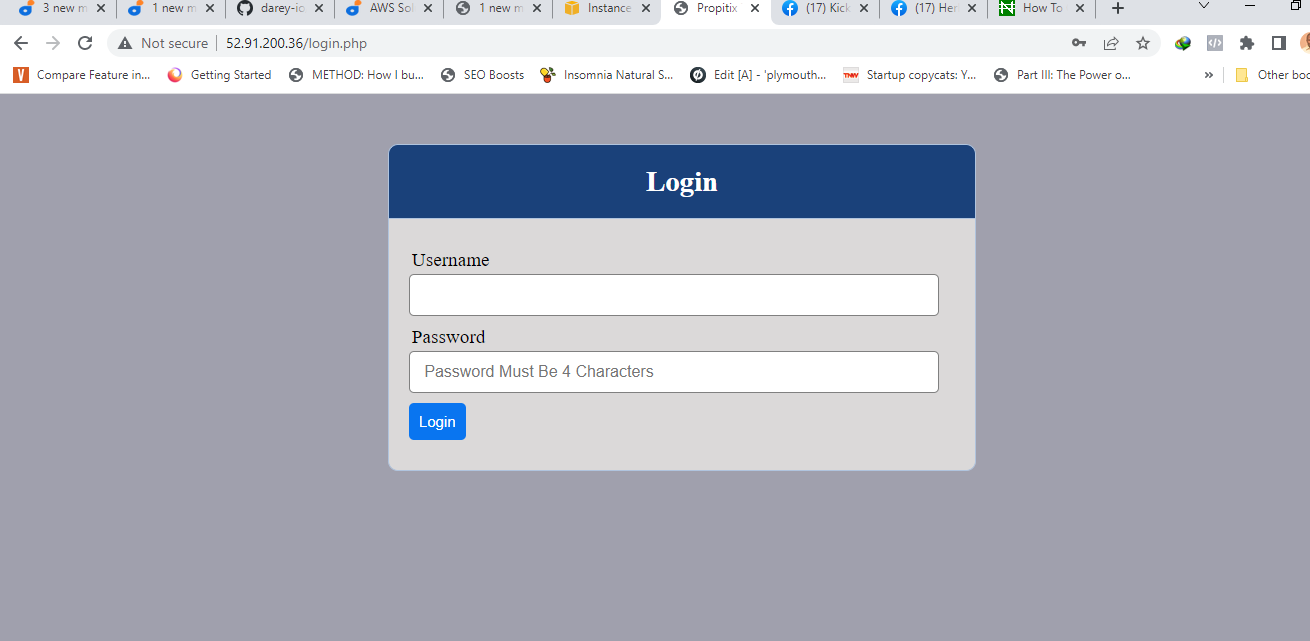 3 new m 1 new m darey-io AWS Sol 1 new m Instance Propitix (17) Kick (17) Her How To
Not secure 52.91.200.36/login.php
Compare Feature in... Getting Started METHOD: How I bu... SEO Boosts Insomnia Natural S... Edit [A] - 'plymouth... TNW Startup copycats: Y... Part III: The Power o... » Other boo
Login
Username
Password
Password Must Be 4 Characters
Login